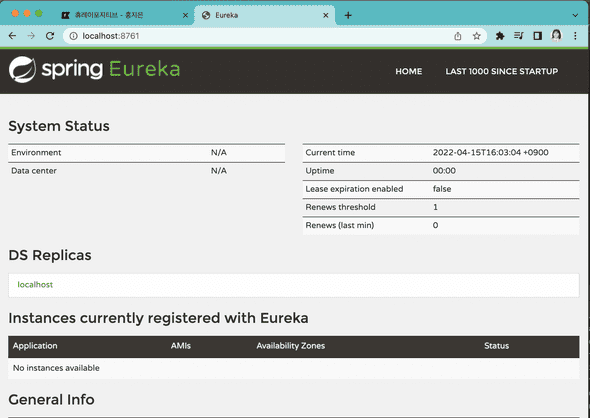 휴레이포지티브 - 홍지은
Eureka
localhost:8761
spring Eureka
HOME
LAST 1000 SINCE STARTUP
System Status
Environment N/A
Data center N/A
Current time 2022-04-15T16:03:04 +0900
Uptime 00:00
Lease expiration enabled false
Renews threshold 1
Renews (last min) 0
DS Replicas
localhost
Instances currently registered with Eureka
Application AMIs Availability Zones Status
No instances available
General Info